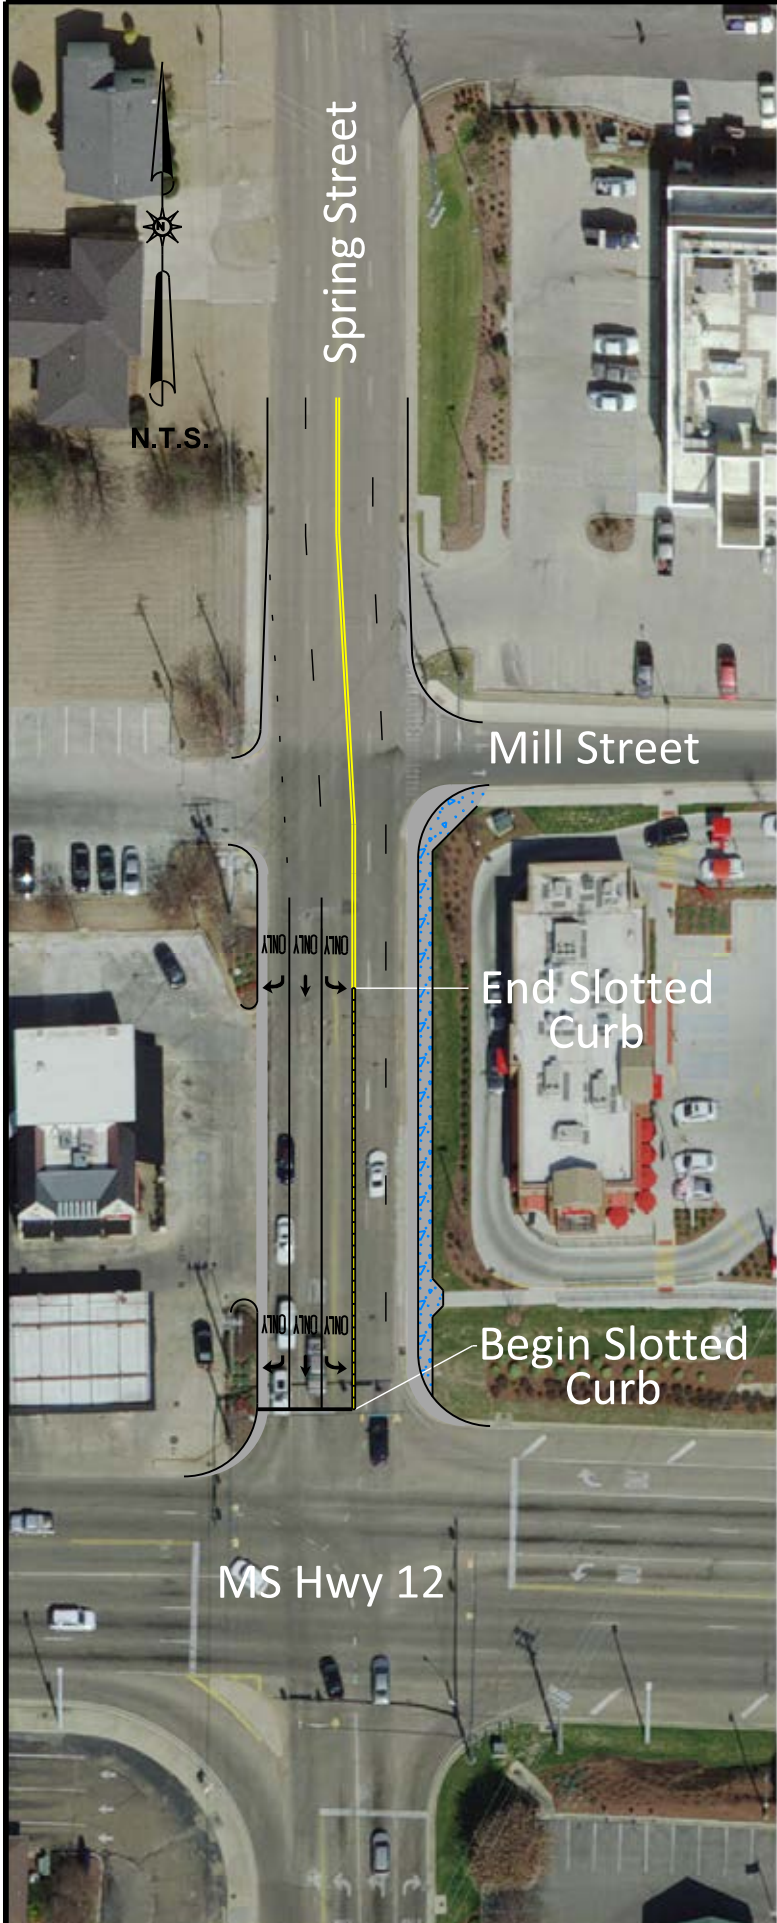 Spring Street
N
N.T.S.
Mill Street
ONLY ONLY ONLY
End Slotted
Curb
ONLY ONLY ONLY
Begin Slotted
Curb
MS Hwy 12